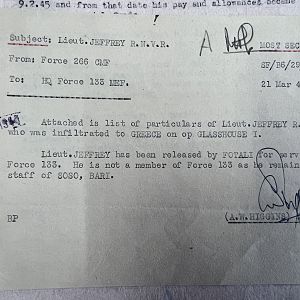 9.2.45 and from that date his pay and allowances became
Subject: Lieut.JEFFREY R.N.V.R.
MOST SEC
From: Force 266 CMF
SF/B6/29
To: HQ Force 133 MEF.
21 Mar 4
Attached is list of particulars of Lieut.JEFFREY R.
who was infiltrated to GREECE on op GLASSHOUSE I.
Lieut.JEFFREY has been released by FOTALI for serv
Force 133. He is not a member of Force 133 as he remain
staff of SOSO, BARI.
BP
(A.W.HIGGINS)